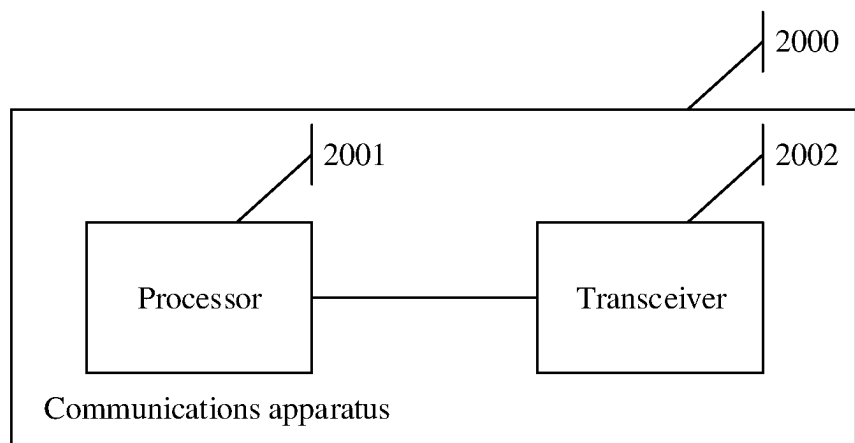 2000
2001
2002
Processor
Transceiver
Communications apparatus